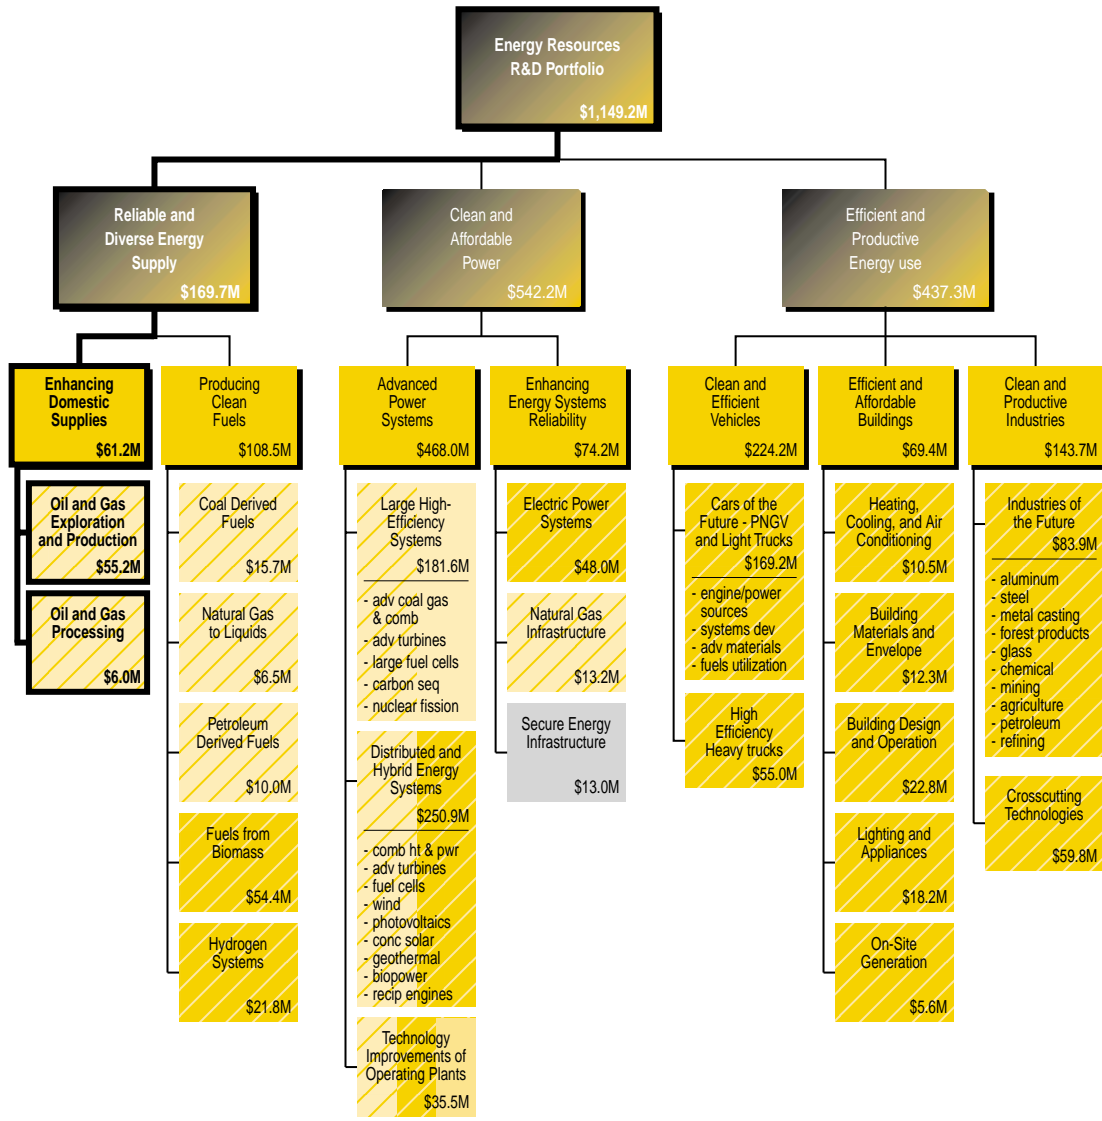 Energy Resources
R&D Portfolio
$1,149.2M
Reliable and
Diverse Energy
Supply
$169.7M
Clean and
Affordable
Power
$542.2M
Efficient and
Productive
Energy use
$437.3M
Enhancing
Domestic
Supplies
$61.2M
Oil and Gas
Exploration
and Production
$55.2M
Oil and Gas
Processing
$6.0M
Producing
Clean
Fuels
$108.5M
Coal Derived
Fuels
$15.7M
Natural Gas
to Liquids
$6.5M
Petroleum
Derived Fuels
$10.0M
Fuels from
Biomass
$54.4M
Hydrogen
Systems
$21.8M
Advanced
Power
Systems
$468.0M
Large High-
Efficiency
Systems
$181.6M
- adv coal gas
& comb
- adv turbines
- large fuel cells
- carbon seq
- nuclear fission
Distributed and
Hybrid Energy
Systems
$250.9M
- comb ht & pwr
- adv turbines
- fuel cells
- wind
- photovoltaics
- conc solar
- geothermal
- biopower
- recip engines
Technology
Improvements of
Operating Plants
$35.5M
Enhancing
Energy Systems
Reliability
$74.2M
Electric Power
Systems
$48.0M
Natural Gas
Infrastructure
$13.2M
Secure Energy
Infrastructure
$13.0M
Clean and
Efficient
Vehicles
$224.2M
Cars of the
Future - PNGV
and Light Trucks
$169.2M
- engine/power
sources
- systems dev
- adv materials
- fuels utilization
High
Efficiency
Heavy trucks
$55.0M
Efficient and
Affordable
Buildings
$69.4M
Heating,
Cooling, and Air
Conditioning
$10.5M
Building
Materials and
Envelope
$12.3M
Building Design
and Operation
$22.8M
Lighting and
Appliances
$18.2M
On-Site
Generation
$5.6M
Clean and
Productive
Industries
$143.7M
Industries of
the Future
$83.9M
- aluminum
- steel
- metal casting
- forest products
- glass
- chemical
- mining
- agriculture
- petroleum
- refining
Crosscutting
Technologies
$59.8M